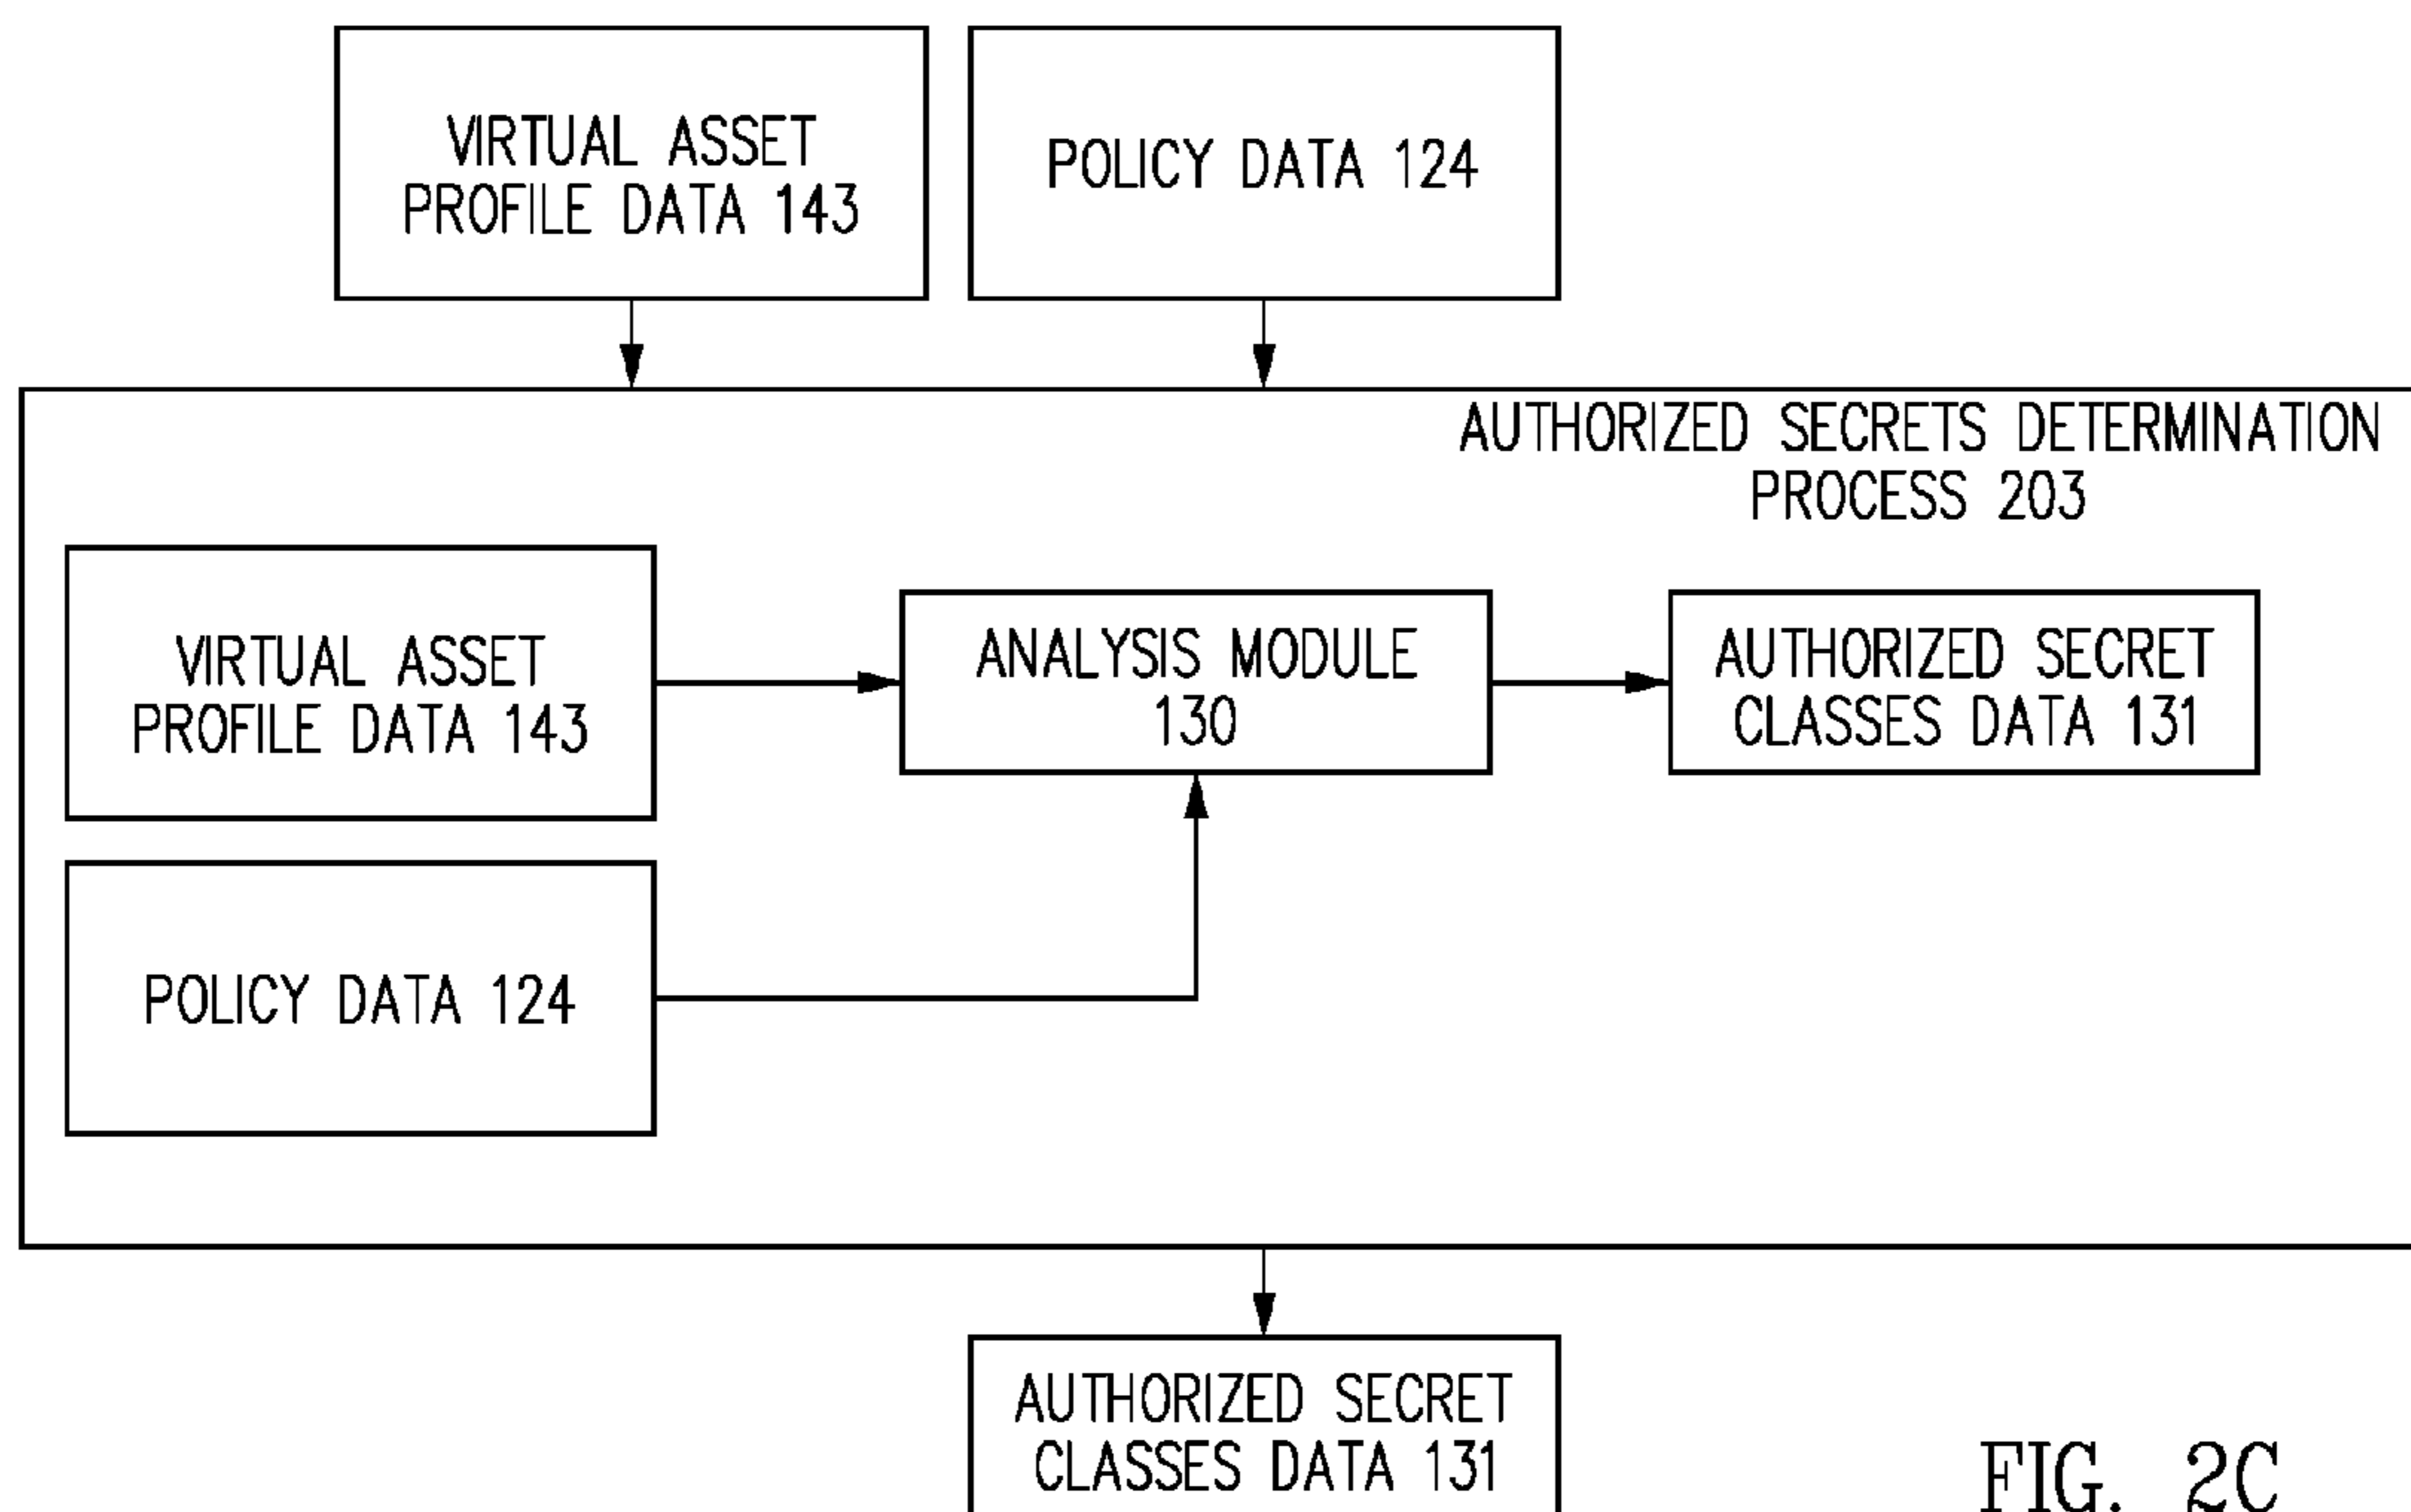 VIRTUAL ASSET
PROFILE DATA 143
POLICY DATA 124
AUTHORIZED SECRETS DETERMINATION
PROCESS 203
VIRTUAL ASSET
PROFILE DATA 143
ANALYSIS MODULE
130
AUTHORIZED SECRET
CLASSES DATA 131
POLICY DATA 124
AUTHORIZED SECRET
CLASSES DATA 131
FIG. 2C